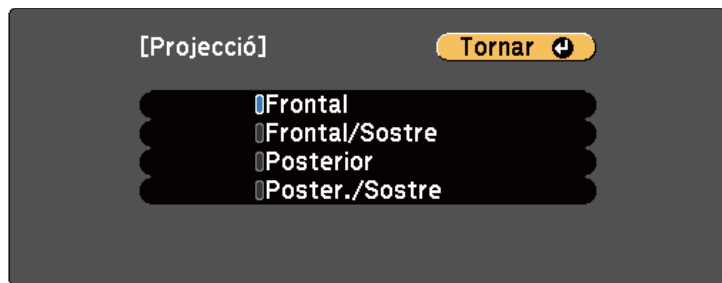 [Projecció]
Tornar
Frontal
Frontal/Sostre
Posterior
Poster./Sostre